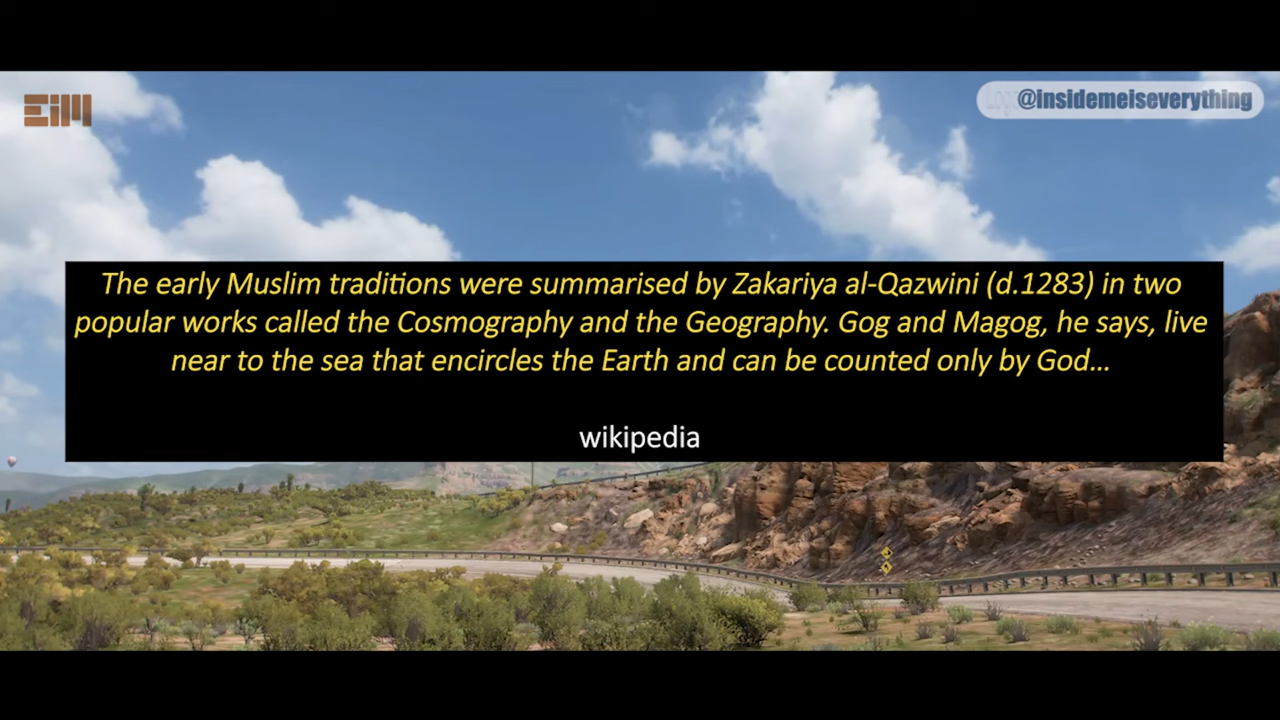 EiM
@insidemeiseverything
The early Muslim traditions were summarised by Zakariya al-Qazwini (d.1283) in two
popular works called the Cosmography and the Geography. Gog and Magog, he says, live
near to the sea that encircles the Earth and can be counted only by God...
wikipedia